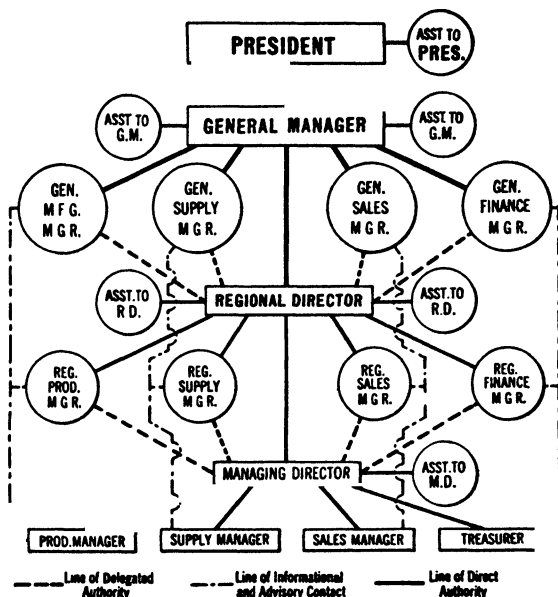 PRESIDENT
ASST TO
PRES.
ASST TO
G.M.
GENERAL MANAGER
ASST TO
G.M.
GEN.
MFG.
MGR.
GEN.
SUPPLY
MGR.
GEN.
SALES
MGR.
GEN.
FINANCE
MGR.
ASST.TO
R D.
REGIONAL DIRECTOR
ASST.TO
R.D.
REG.
PROD.
MGR.
REG.
SUPPLY
MGR.
REG.
SALES
MGR.
REG.
FINANCE
MGR.
MANAGING DIRECTOR
ASST.TO
M.D.
PROD.MANAGER
SUPPLY MANAGER
SALES MANAGER
TREASURER
Line of Delegated
Authority
Line of Informational
and Advisory Contact
Line of Direct
Authority